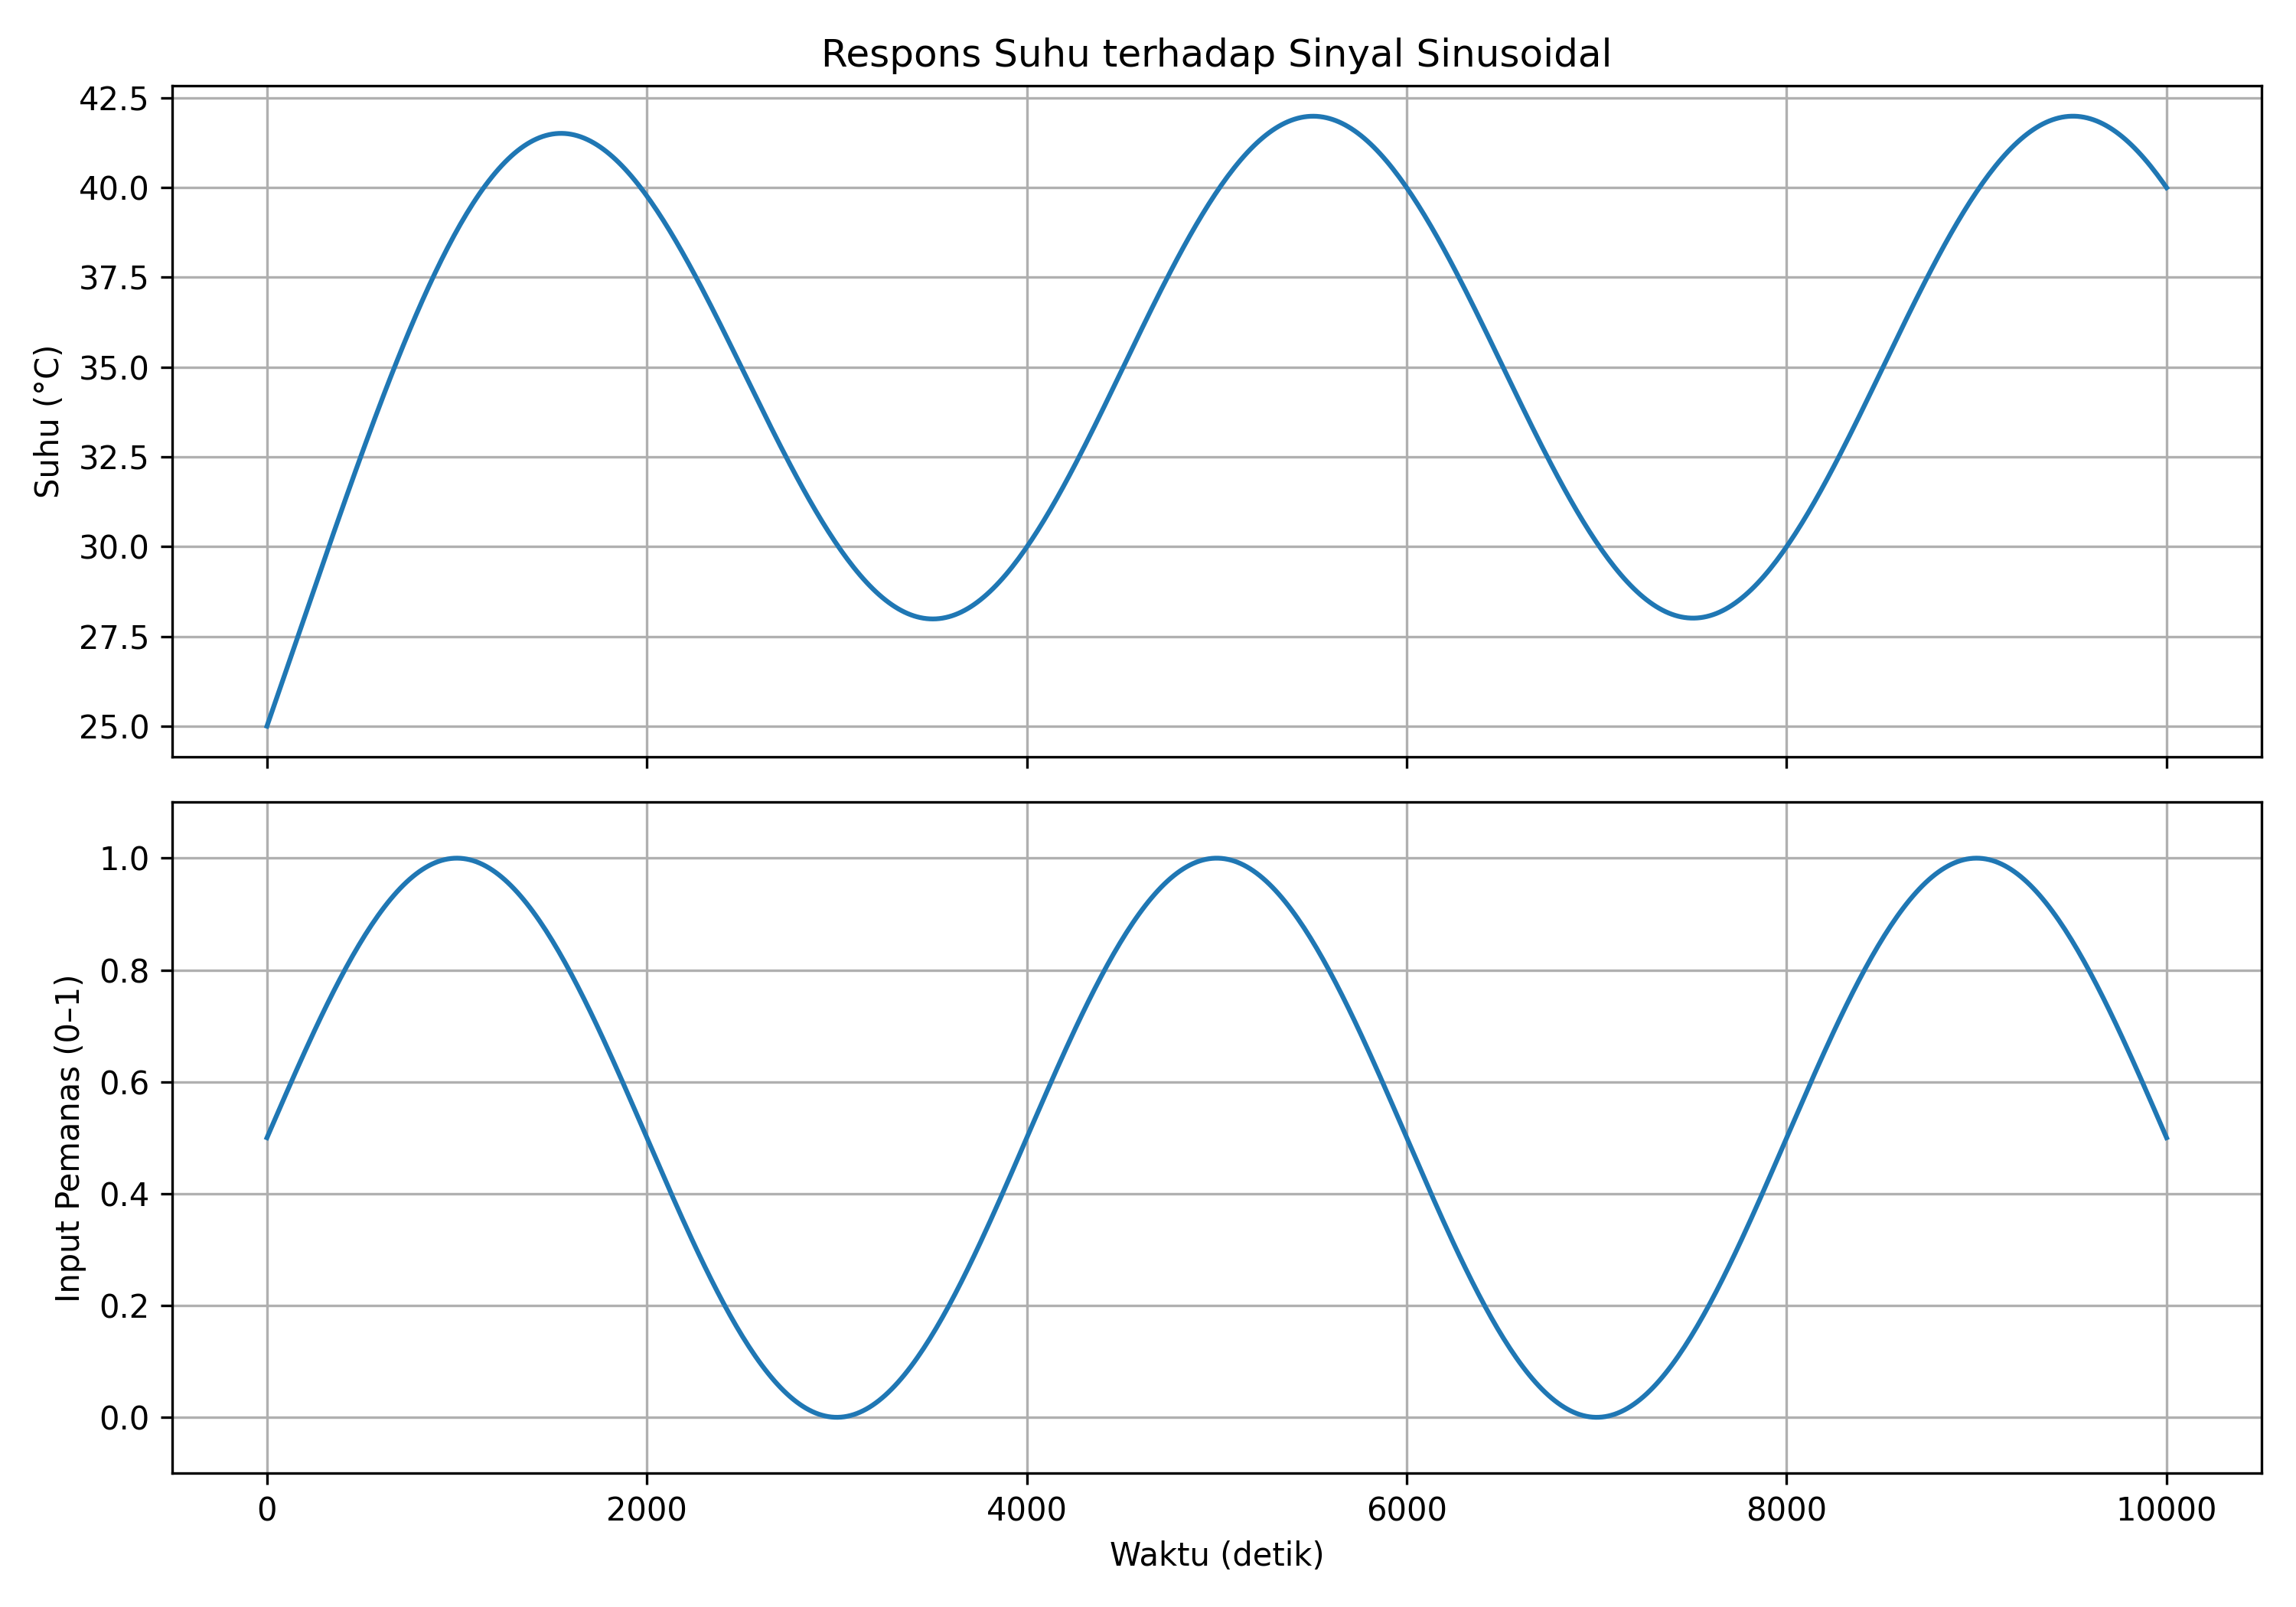 Respons Suhu terhadap Sinyal Sinusoidal
Suhu (°C)
42.5
40.0
37.5
35.0
32.5
30.0
27.5
25.0
Input Pemanas (0–1)
1.0
0.8
0.6
0.4
0.2
0.0
0 2000 4000 6000 8000 10000
Waktu (detik)